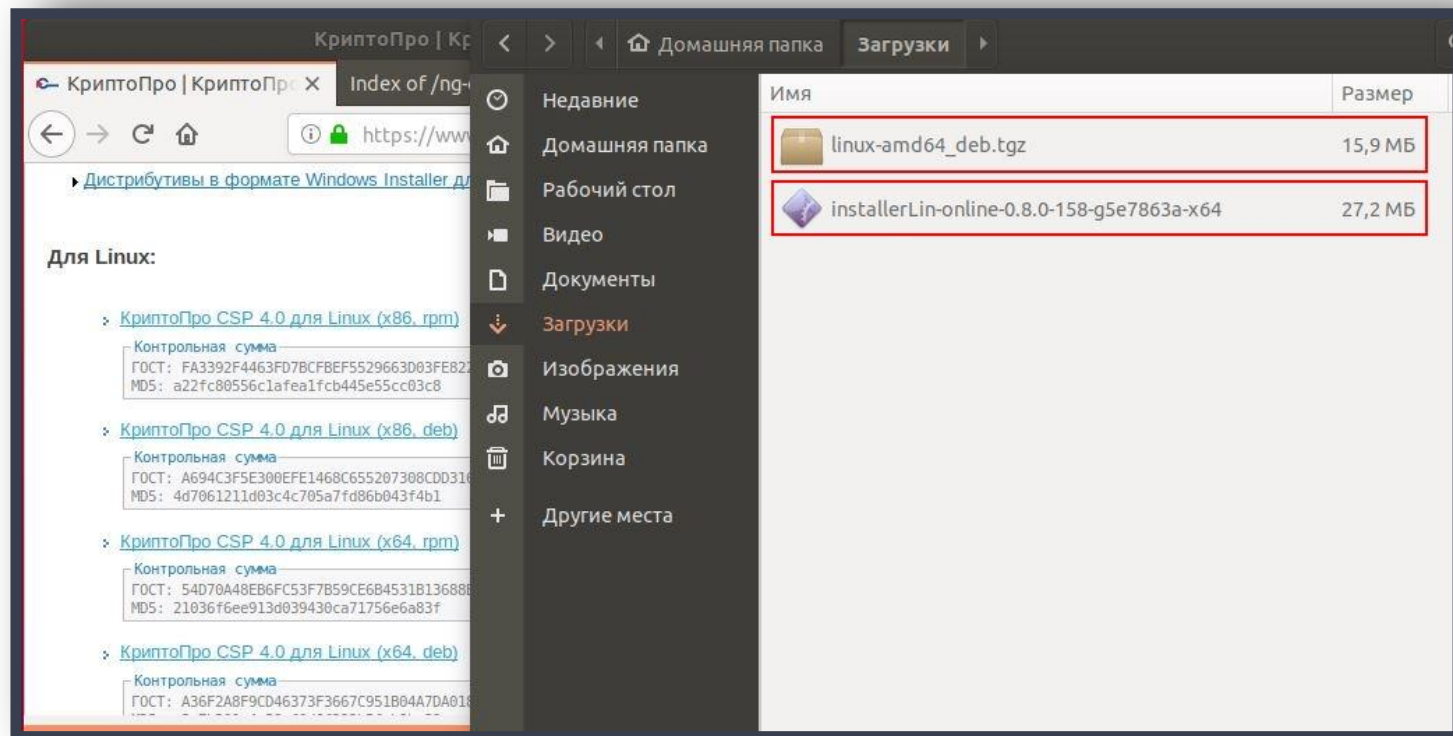 КриптоПро | Кр
КриптоПро | КриптоПро
Index of /ng-
https://www
Дистрибутивы в формате Windows Installer дл
Для Linux:
КриптоПро CSP 4.0 для Linux (x86, rpm)
Контрольная сумма
ГОСТ: FA3392F4463FD7BCFBEF5529663D03FE822
MD5: a22fc80556c1afea1fcb445e55cc03c8
КриптоПро CSP 4.0 для Linux (x86, deb)
Контрольная сумма
ГОСТ: A694C3F5E300EFE1468C655207308CDD316
MD5: 4d7061211d03c4c705a7fd86b043f4b1
КриптоПро CSP 4.0 для Linux (x64, rpm)
Контрольная сумма
ГОСТ: 54D70A48EB6FC53F7B59CE6B4531B13688E
MD5: 21036f6ee913d039430ca71756e6a83f
КриптоПро CSP 4.0 для Linux (x64, deb)
Контрольная сумма
ГОСТ: A36F2A8F9CD46373F3667C951B04A7DA018
Домашняя папка
Загрузки
Недавние
Домашняя папка
Рабочий стол
Видео
Документы
Загрузки
Изображения
Музыка
Корзина
Другие места
Имя Размер
linux-amd64_deb.tgz 15,9 МБ
installerLin-online-0.8.0-158-g5e7863a-x64 27,2 МБ